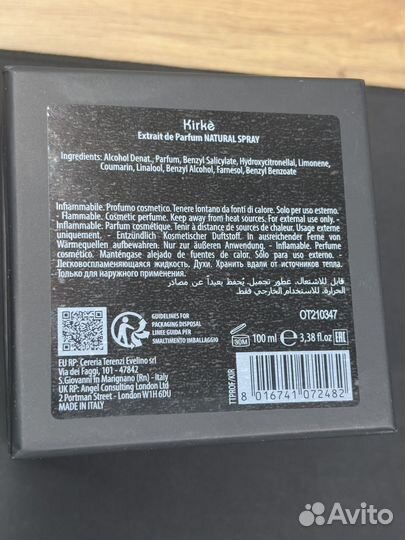 Kirkè
Extrait de Parfum NATURAL SPRAY
Ingredients: Alcohol Denat., Parfum, Benzyl Salicylate, Hydroxycitronellal, Limonene,
Coumarin, Linalool, Benzyl Alcohol, Farnesol, Benzyl Benzoate
Infiammabile. Profumo cosmetico. Tenere lontano da fonti di calore. Solo per uso esterno.
- Flammable. Cosmetic perfume. Keep away from heat sources. For external use only. -
Inflammable. Parfum cosmétique. Tenir à distance de sources de chaleur. Usage externe
uniquement. - Entzündlich. Kosmetischer Duftstoff. In ausreichender Ferne von
Wärmequellen aufbewahren. Nur zur äußeren Anwendung. - Inflamable. Perfume
cosmético. Manténgase alejado de fuentes de calor. Solo para uso externo.
- Легковоспламеняющаяся жидкость, Духи. Хранить вдали от источников тепла.
Только для наружного применения.
قابل للاشتعال. عطور تجميل. يُحفظ بعيداً عن مصادر
الحرارة. للاستخدام الخارجي فقط.
GUIDELINES FOR
PACKAGING DISPOSAL
LINEE GUIDA PER
SMALTIMENTO IMBALLAGGIO
30M
OT210347
100 ml e 3,38 fl.oz
EAC
EU RP: Cereria Terenzi Evelino srl
Via dei Faggi, 101 - 47842
S.Giovanni in Marignano (Rn) - Italy
UK RP: Angel Consulting London Ltd
2 Portman Street - London W1H 6DU
MADE IN ITALY
TTPROF/KIR
8 016741 072482
Avito